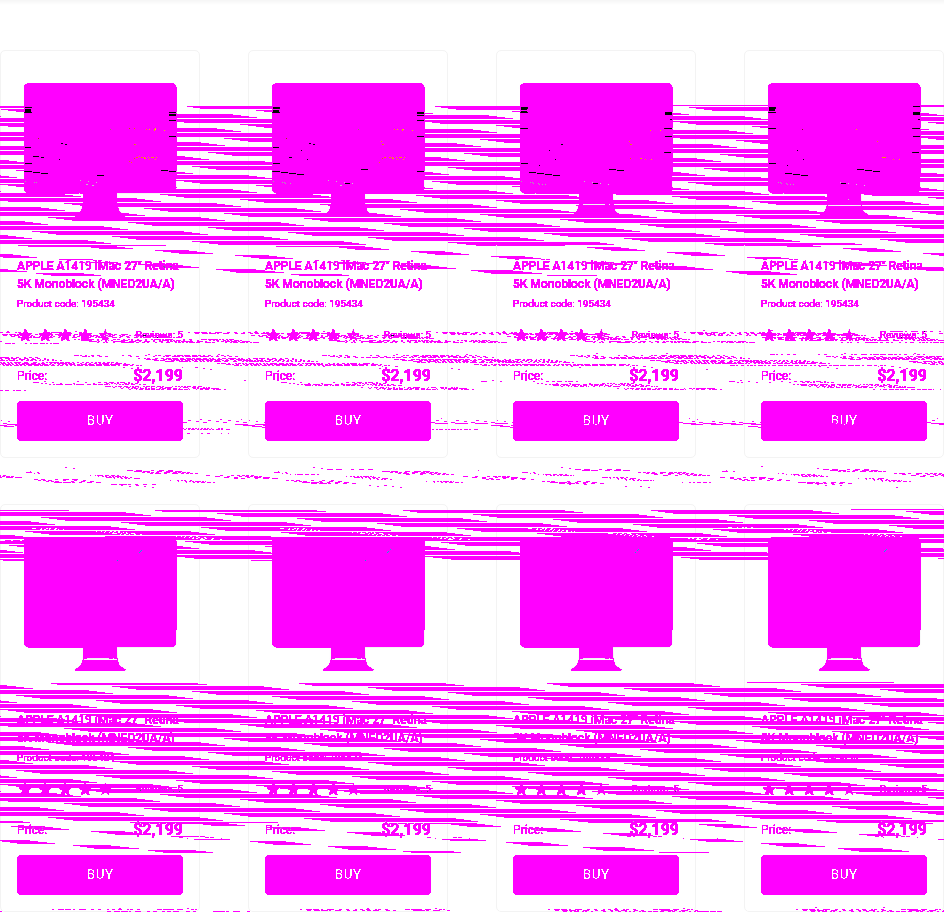 APPLE A1419 iMac 27" Retina
5K Monoblock (MNED2UA/A)
Product code: 195434
Reviews: 5
Price:
$2,199
BUY
APPLE A1419 iMac 27" Retina
5K Monoblock (MNED2UA/A)
Product code: 195434
Reviews: 5
Price:
$2,199
BUY
APPLE A1419 iMac 27" Retina
5K Monoblock (MNED2UA/A)
Product code: 195434
Reviews: 5
Price:
$2,199
BUY
APPLE A1419 iMac 27" Retina
5K Monoblock (MNED2UA/A)
Product code: 195434
Reviews: 5
Price:
$2,199
BUY
APPLE A1419 iMac 27" Retina
5K Monoblock (MNED2UA/A)
Product code:
Reviews: 5
Price:
$2,199
BUY
APPLE A1419 iMac 27" Retina
5K Monoblock (MNED2UA/A)
Product code:
Reviews: 5
Price:
$2,199
BUY
APPLE A1419 iMac 27" Retina
5K Monoblock (MNED2UA/A)
Product code:
Reviews: 5
Price:
$2,199
BUY
APPLE A1419 iMac 27" Retina
5K Monoblock (MNED2UA/A)
Product code:
Reviews: 5
Price:
$2,199
BUY